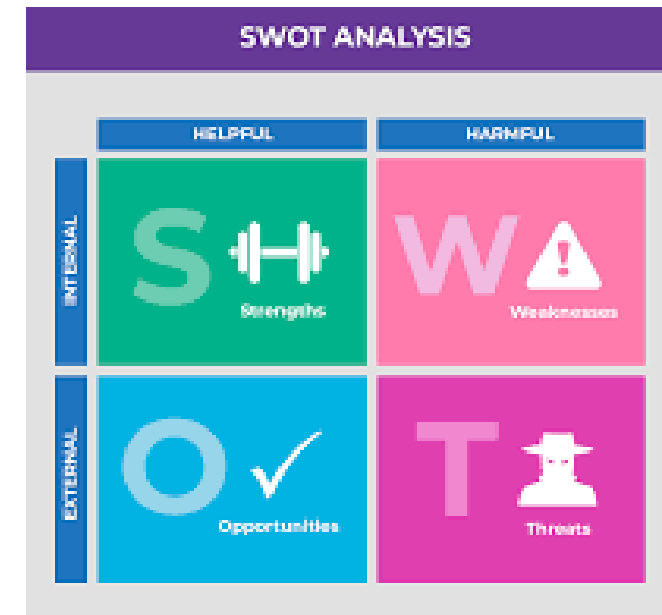 SWOT ANALYSIS
HELPFUL
HARMFUL
INTERNAL
S
Strengths
W
Weaknesses
EXTERNAL
O
Opportunities
T
Threats